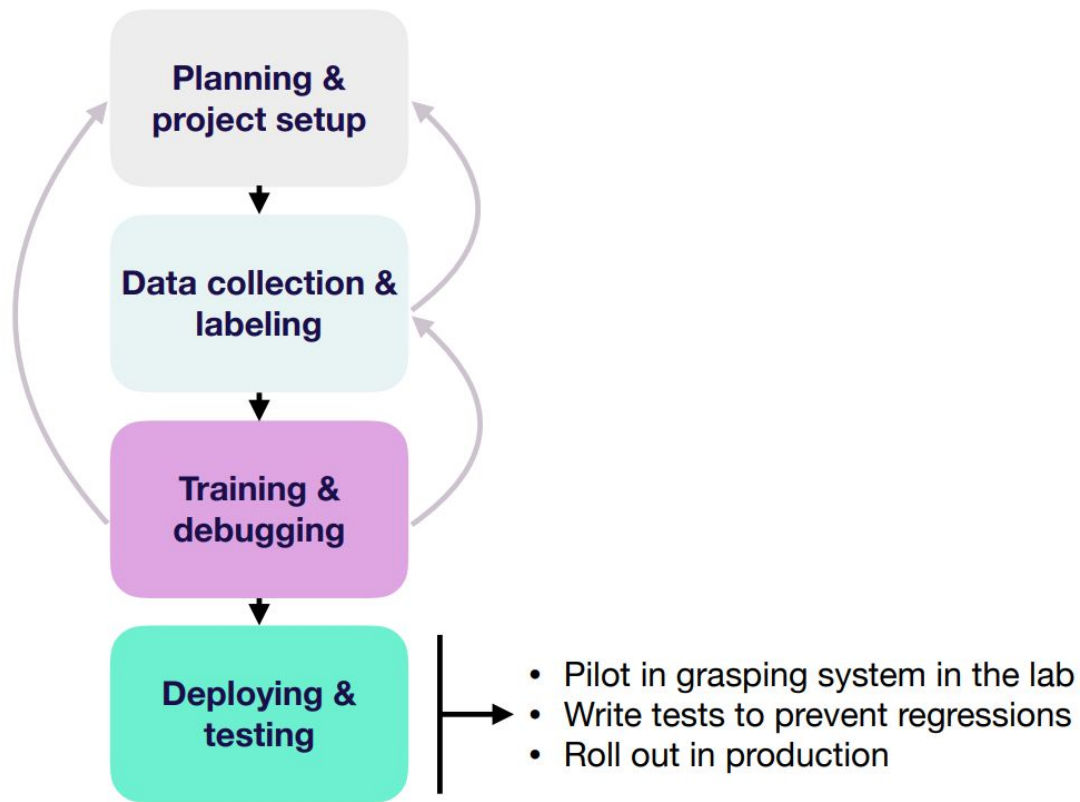 Planning &
project setup
Data collection &
labeling
Training &
debugging
Deploying &
testing
• Pilot in grasping system in the lab
• Write tests to prevent regressions
• Roll out in production